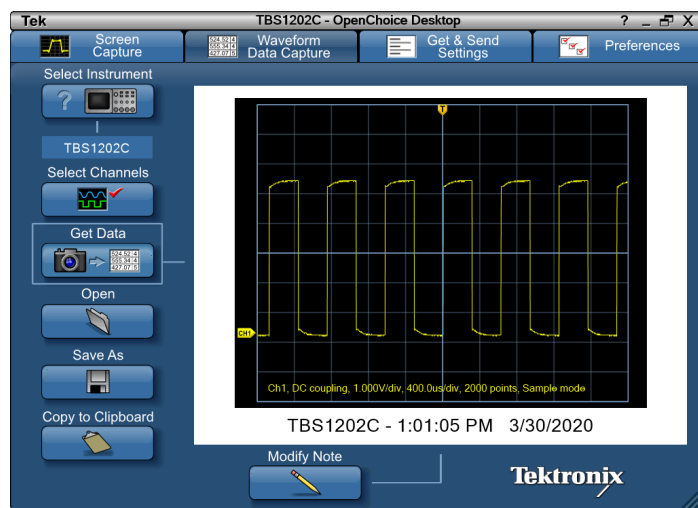 Tek
TBS1202C - OpenChoice Desktop
? _ X
Screen
Capture
Waveform
Data Capture
Get & Send
Settings
Preferences
Select Instrument
?
TBS1202C
Select Channels
Get Data
Open
Save As
Copy to Clipboard
T
CH1
Ch1, DC coupling, 1.000V/div, 400.0us/div, 2000 points, Sample mode
TBS1202C - 1:01:05 PM 3/30/2020
Modify Note
Tektronix